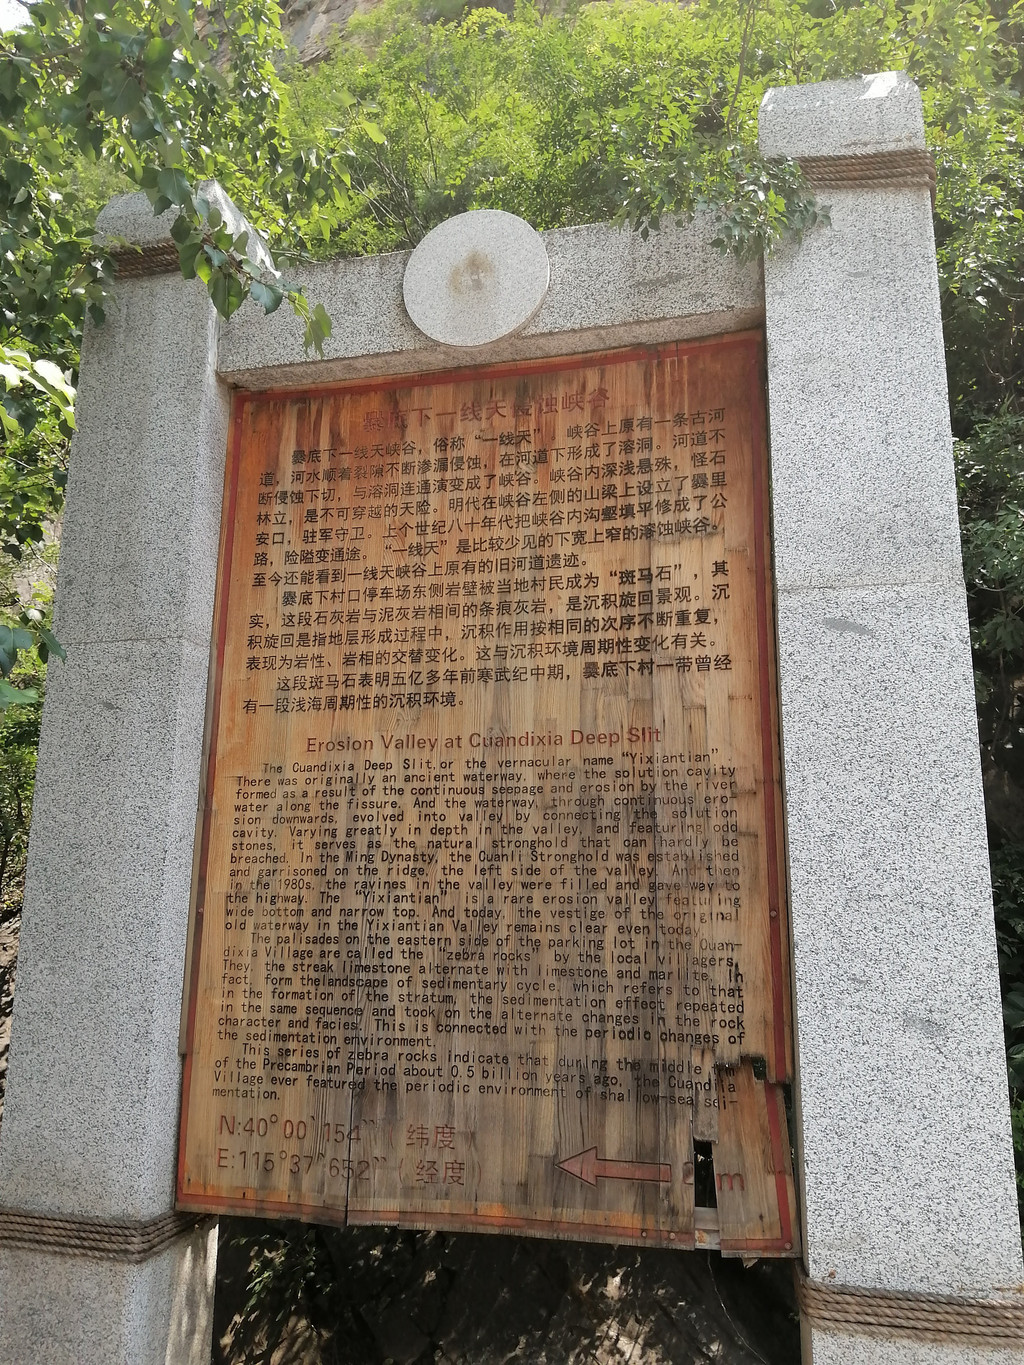 爨底下一线天侵蚀峡谷
爨底下一线天峡谷，俗称“一线天”。峡谷上原有一条古河
道，河水顺着裂隙不断渗漏侵蚀，在河道下形成了溶洞。河道不
断侵蚀下切，与溶洞连通演变成了峡谷。峡谷内深浅悬殊，怪石
林立，是不可穿越的天险。明代在峡谷左侧的山梁上设立了爨里
安口，驻军守卫。上个世纪八十年代把峡谷内沟壑填平修成了公
路，险隘变通途。“一线天”是比较少见的下宽上窄的溶蚀峡谷。
至今还能看到一线天峡谷上原有的旧河道遗迹。
爨底下村口停车场东侧岩壁被当地村民成为“斑马石”，其
实，这段石灰岩与泥灰岩相间的条痕灰岩，是沉积旋回景观。沉
积旋回是指地层形成过程中，沉积作用按相同的次序不断重复，
表现为岩性、岩相的交替变化。这与沉积环境周期性变化有关。
这段斑马石表明五亿多年前寒武纪中期，爨底下村一带曾经
有一段浅海周期性的沉积环境。
Erosion Valley at Cuandixia Deep Slit
The Cuandixia Deep Slit,or the vernacular name “Yixiantian”.
There was originally an ancient waterway, where the solution cavity
formed as a result of the continuous seepage and erosion by the river
water along the fissure. And the waterway, through continuous ero-
sion downwards, evolved into valley by connecting the solution
cavity. Varying greatly in depth in the valley, and featuring odd
stones, it serves as the natural stronghold that can hardly be
breached. In the Ming Dynasty, the Cuanli Stronghold was established
and garrisoned on the ridge, the left side of the valley. And then
in the 1980s, the ravines in the valley were filled and gave way to
the highway. The “Yixiantian” is a rare erosion valley featuring
wide bottom and narrow top. And today, the vestige of the original
old waterway in the Yixiantian Valley remains clear even today.
The palisades on the eastern side of the parking lot in the Cuan-
dixia Village are called the “zebra rocks” by the local villagers.
They, the streak limestone alternate with limestone and marlite. In
fact, form thelandscape of sedimentary cycle, which refers to that
in the formation of the stratum, the sedimentation effect repeated
in the same sequence and took on the alternate changes in the rock
character and facies. This is connected with the periodic changes of
the sedimentation environment.
This series of zebra rocks indicate that during the middle
of the Precambrian Period about 0.5 billion years ago, the Cuandixia
Village ever featured the periodic environment of shallow-sea sei-
mentation.
N:40°00`154``（纬度
E:115°37`652``（经度） m